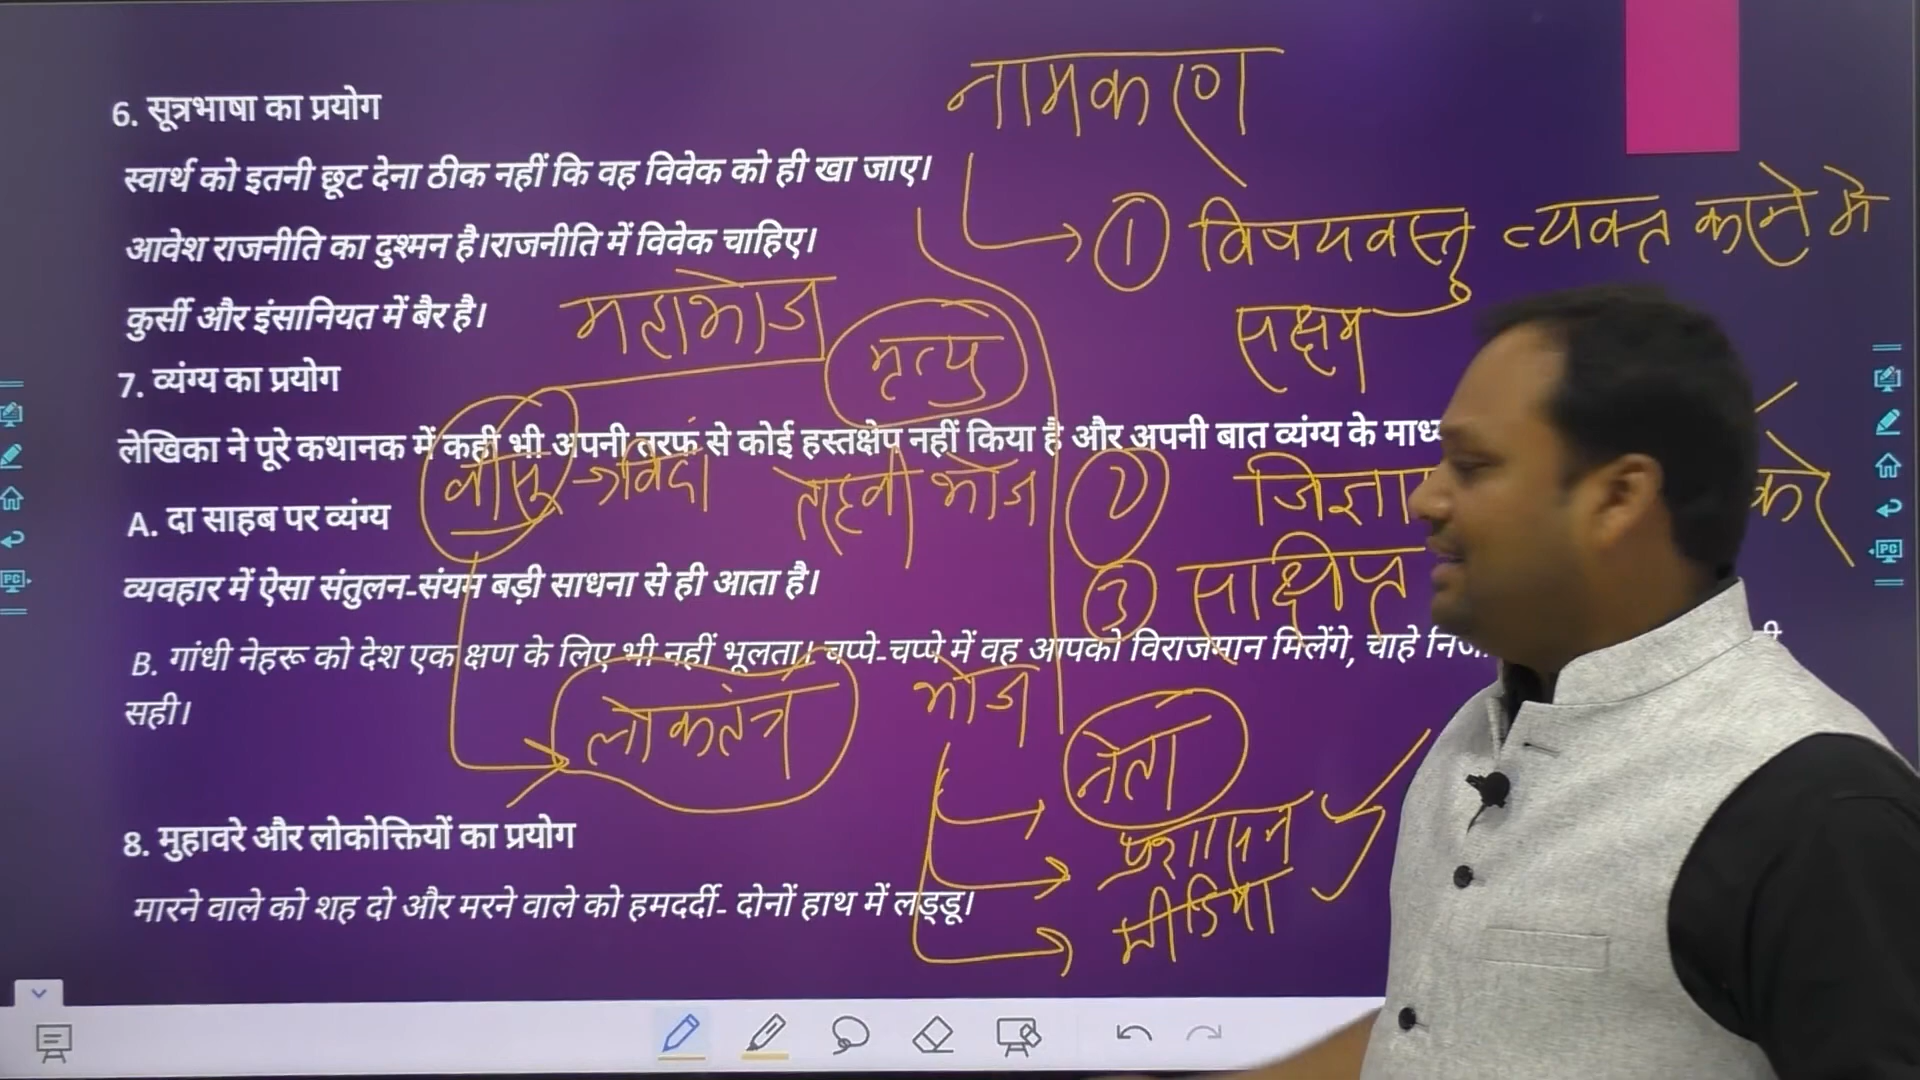 6. सूत्रभाषा का प्रयोग
स्वार्थ को इतनी छूट देना ठीक नहीं कि वह विवेक को ही खा जाए।
आवेश राजनीति का दुश्मन है।राजनीति में विवेक चाहिए।
कुर्सी और इंसानियत में बैर है।
7. व्यंग्य का प्रयोग
लेखिका ने पूरे कथानक में कही भी अपनी तरफ से कोई हस्तक्षेप नहीं किया है और अपनी बात व्यंग्य के
A. दा साहब पर व्यंग्य
व्यवहार में ऐसा संतुलन-संयम बड़ी साधना से ही आता है।
B. गांधी नेहरू को देश एक क्षण के लिए भी नहीं भूलता। चप्पे-चप्पे में वह आपको विराजमान मिलेंगे, चाहे
सही।
8. मुहावरे और लोकोक्तियों का प्रयोग
मारने वाले को शह दो और मरने वाले को हमदर्दी- दोनों हाथ में लड्डू।
नामकरण
1 विषयवस्तु व्यक्त करने मे
सक्षम
महाभोज
मृत्यु
भोज
करे
3
लोकतंत्र
भोज
नेता
प्रशासन
मीडिया
PC
PC